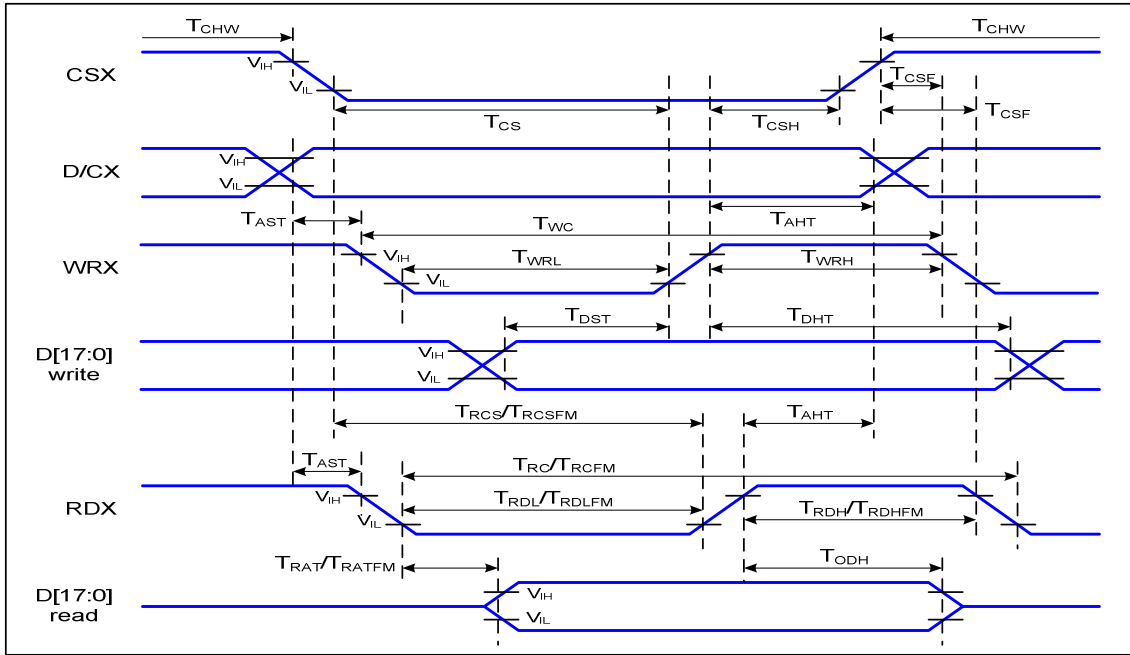 TCHW TCHW
VIH
CSX
TCSF
VIL
TCSF
TCS TCSH
VIH
D/CX
VIL
TAST TAHT
TWC
VIH
WRX TWRL TWRH
VIL
TDST TDHT
D[17:0]
write
VIH
VIL
TRCS/TRCSFM TAHT
TAST TRC/TRCFM
VIH
RDX TRDL/TRDLFM TRDH/TRDHFM
VIL
TRAT/TRATFM TODH
D[17:0]
read
VIH
VIL